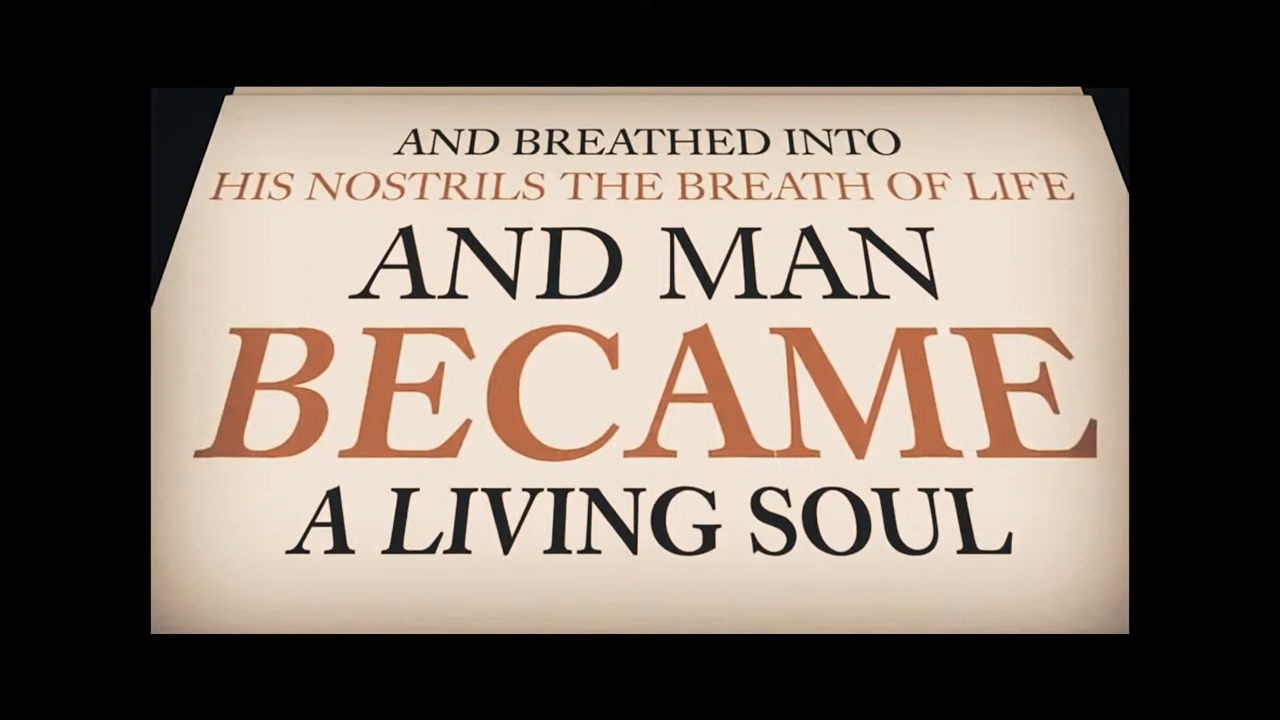 AND BREATHED INTO
HIS NOSTRILS THE BREATH OF LIFE
AND MAN
BECAME
A LIVING SOUL